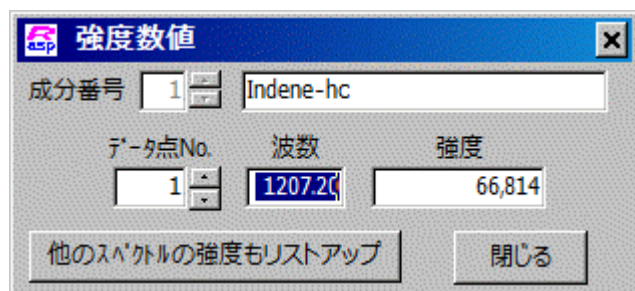 asp 強度数値
成分番号 1 Indene-hc
ﾃﾞｰﾀ点No. 波数 強度
1 1207.20 66,814
他のｽﾍﾟｸﾄﾙの強度もリストアップ 閉じる